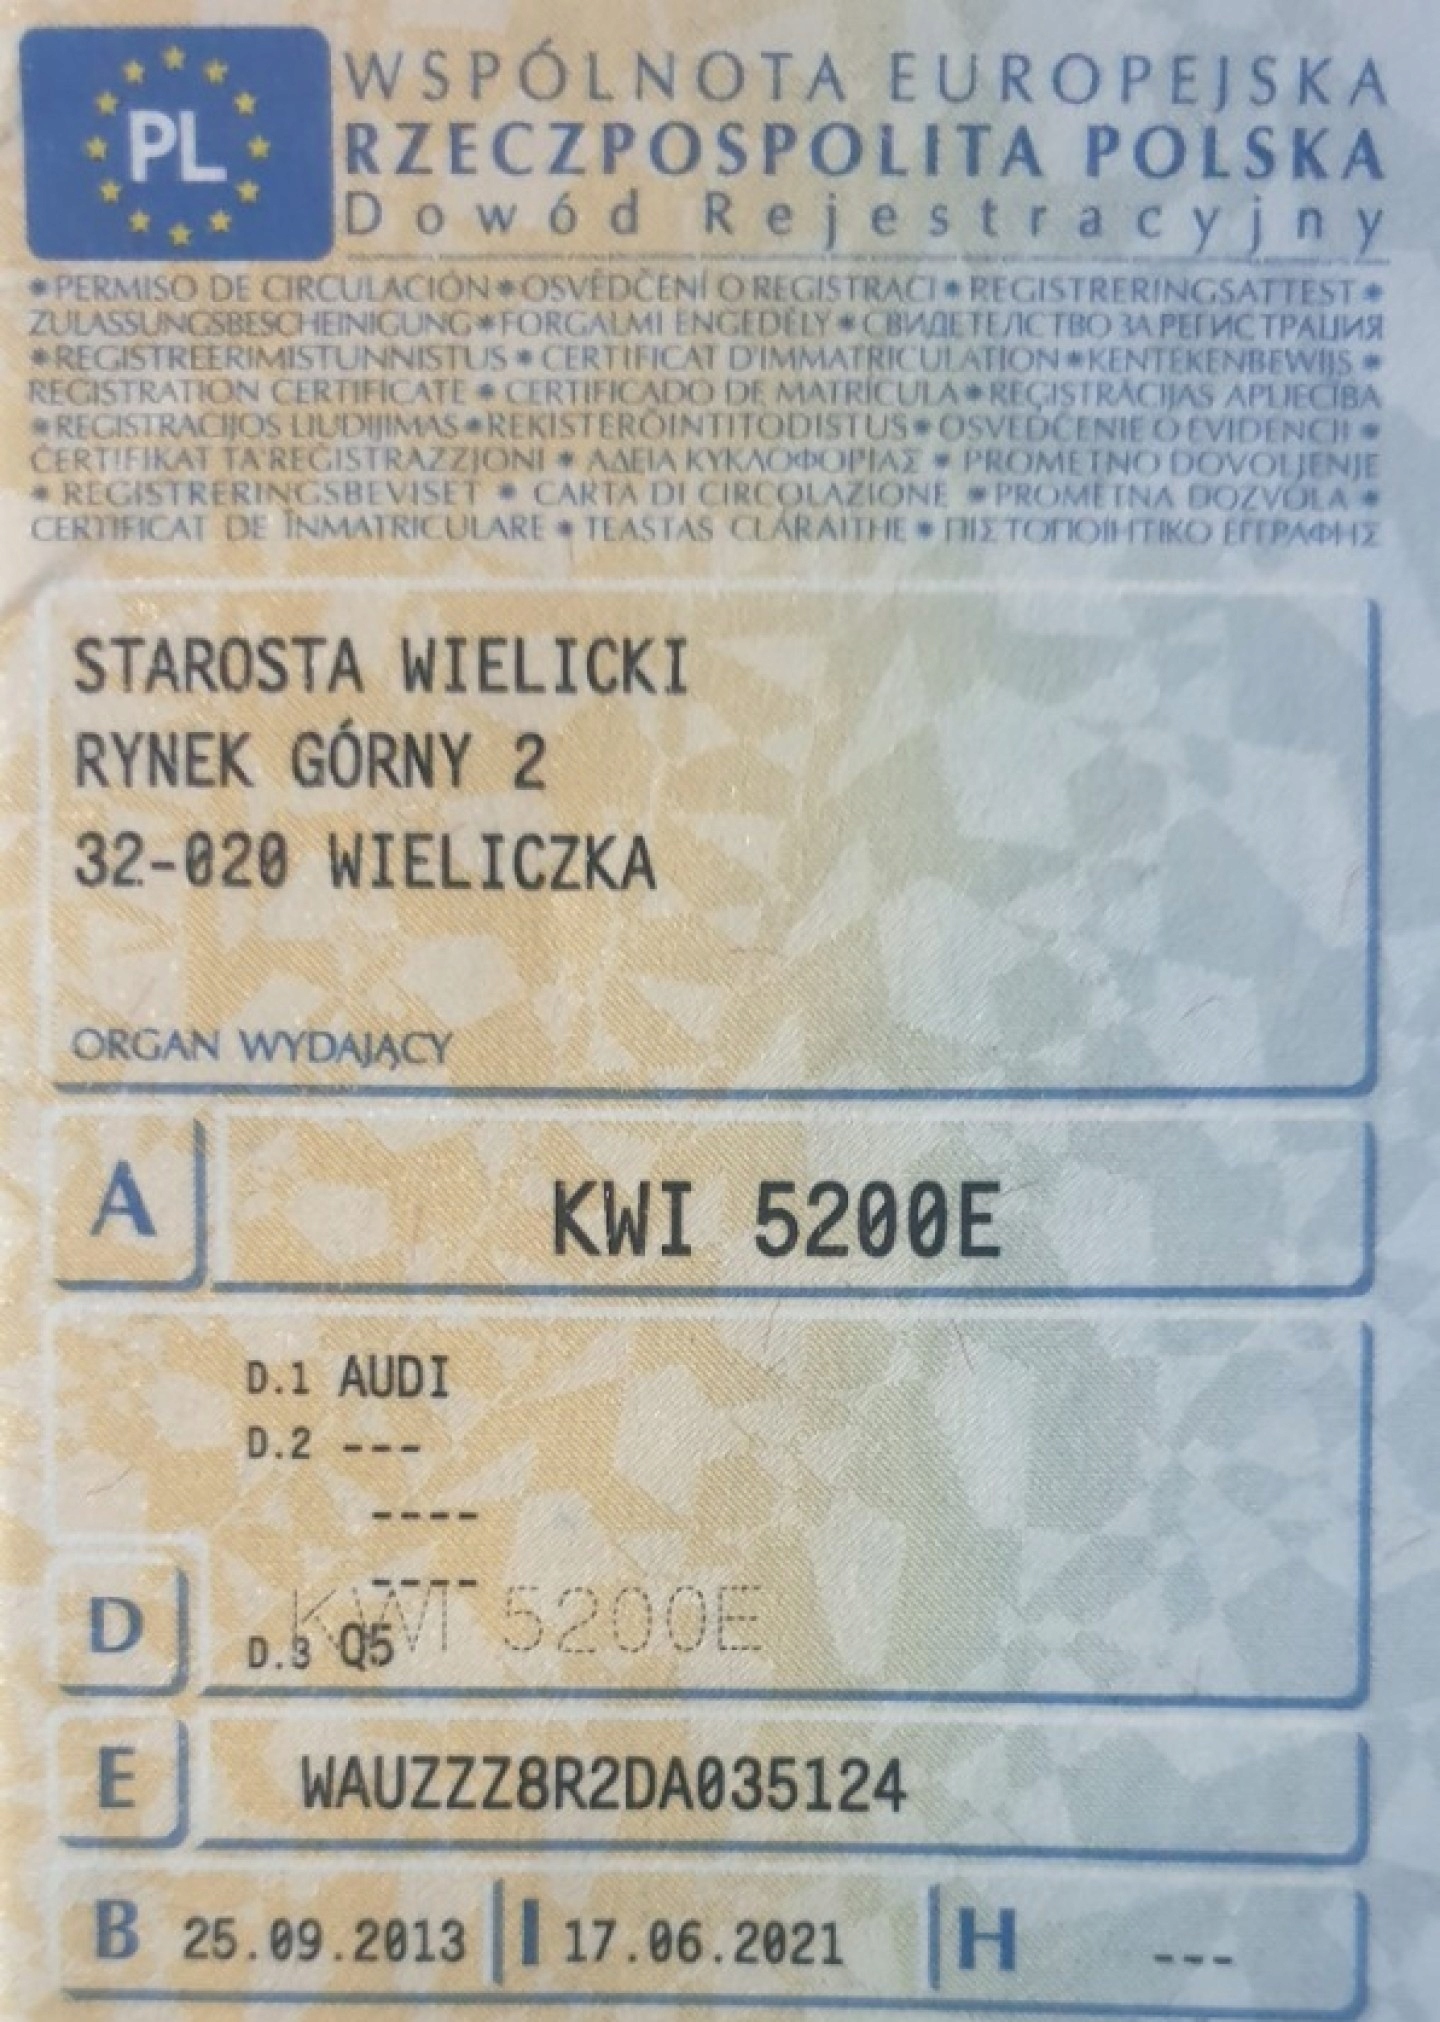 PL
WSPÓLNOTA EUROPEJSKA
RZECZPOSPOLITA POLSKA
Dowód Rejestracyjny
*PERMISO DE CIRCULACIÓN*OSVĚDČENÍ O REGISTRACI*REGISTRERINGSATTEST*
ZULASSUNGSBESCHEINIGUNG*FORGALMI ENGEDÉLY*СВИДЕТЕЛСТВО ЗА РЕГИСТРАЦИЯ
*REGISTREERIMISTUNNISTUS*CERTIFICAT D'IMMATRICULATION*KENTEKENBEWIJS*
REGISTRATION CERTIFICATE * CERTIFICADO DE MATRÍCULA*REĢISTRĀCIJAS APLIECĪBA
*REGISTRACIJOS LIUDIJIMAS*REKISTERÖINTITODISTUS*OSVEDČENIE O EVIDENCII*
ĊERTIFIKAT TA'REĠISTRAZZJONI * ΑΔΕΙΑ ΚΥΚΛΟΦΟΡΙΑΣ * PROMETNO DOVOLJENJE
* REGISTRERINGSBEVISET * CARTA DI CIRCOLAZIONE *PROMETNA DOZVOLA *
CERTIFICAT DE ÎNMATRICULARE * TEASTAS CLÁRAITHE * ΠΙΣΤΟΠΟΙΗΤΙΚΟ ΕΓΓΡΑΦΗΣ
STAROSTA WIELICKI
RYNEK GÓRNY 2
32-020 WIELICZKA
ORGAN WYDAJĄCY
A KWI 5200E
D.1 AUDI
D.2 ---
----
----
KWI 5200E
D D.3 Q5
E WAUZZZ8R2DA035124
B 25.09.2013 I 17.06.2021 H ---